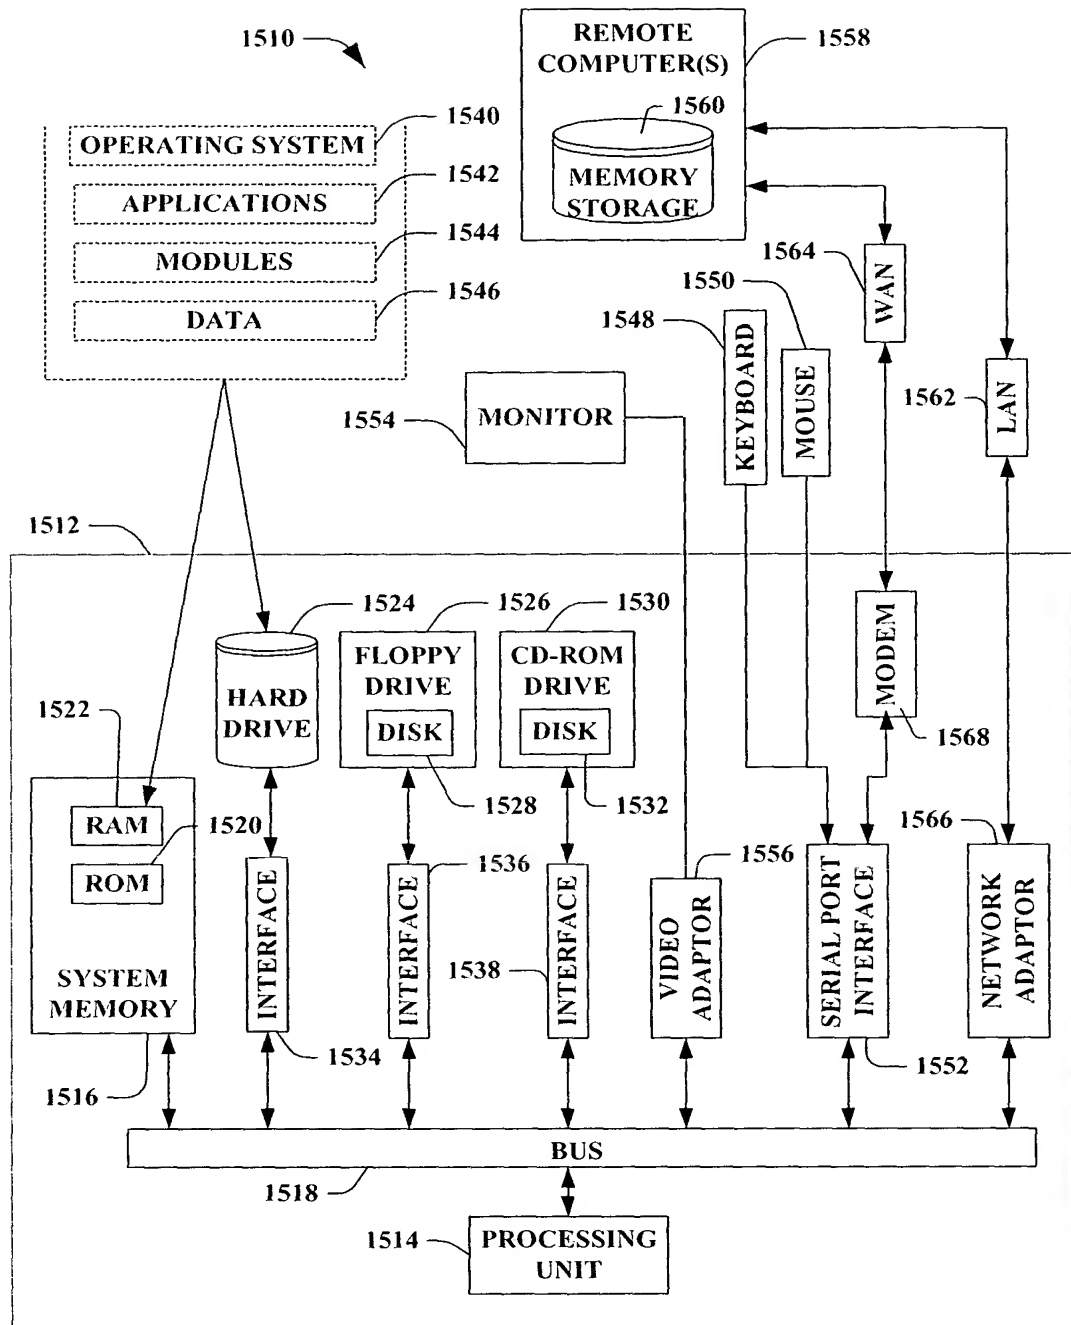 1510
REMOTE
COMPUTER(S)
1558
1560
MEMORY
STORAGE
OPERATING SYSTEM
1540
APPLICATIONS
1542
MODULES
1544
DATA
1546
1564
WAN
1550
1548
KEYBOARD
MOUSE
1562
LAN
1554
MONITOR
1512
1524
HARD
DRIVE
1526
FLOPPY
DRIVE
DISK
1528
1530
CD-ROM
DRIVE
DISK
1532
MODEM
1568
1522
RAM
1520
ROM
SYSTEM
MEMORY
1516
INTERFACE
1534
INTERFACE
1536
INTERFACE
1538
VIDEO
ADAPTOR
1556
SERIAL PORT
INTERFACE
1552
1566
NETWORK
ADAPTOR
BUS
1518
1514
PROCESSING
UNIT